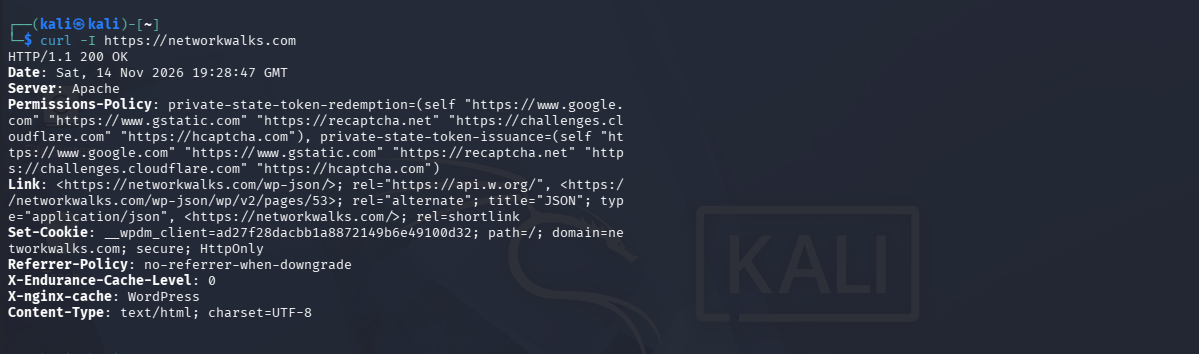 ┌──(kali㉿kali)-[~]
└─$ curl -I https://networkwalks.com
HTTP/1.1 200 OK
Date: Sat, 14 Nov 2026 19:28:47 GMT
Server: Apache
Permissions-Policy: private-state-token-redemption=(self "https://www.google.
com" "https://www.gstatic.com" "https://recaptcha.net" "https://challenges.cl
oudflare.com" "https://hcaptcha.com"), private-state-token-issuance=(self "ht
tps://www.google.com" "https://www.gstatic.com" "https://recaptcha.net" "http
s://challenges.cloudflare.com" "https://hcaptcha.com")
Link: <https://networkwalks.com/wp-json/>; rel="https://api.w.org/", <https:/
/networkwalks.com/wp-json/wp/v2/pages/53>; rel="alternate"; title="JSON"; typ
e="application/json", <https://networkwalks.com/>; rel=shortlink
Set-Cookie: __wpdm_client=ad27f28dacbb1a8872149b6e49100d32; path=/; domain=ne
tworkwalks.com; secure; HttpOnly
Referrer-Policy: no-referrer-when-downgrade
X-Endurance-Cache-Level: 0
X-nginx-cache: WordPress
Content-Type: text/html; charset=UTF-8
KALI